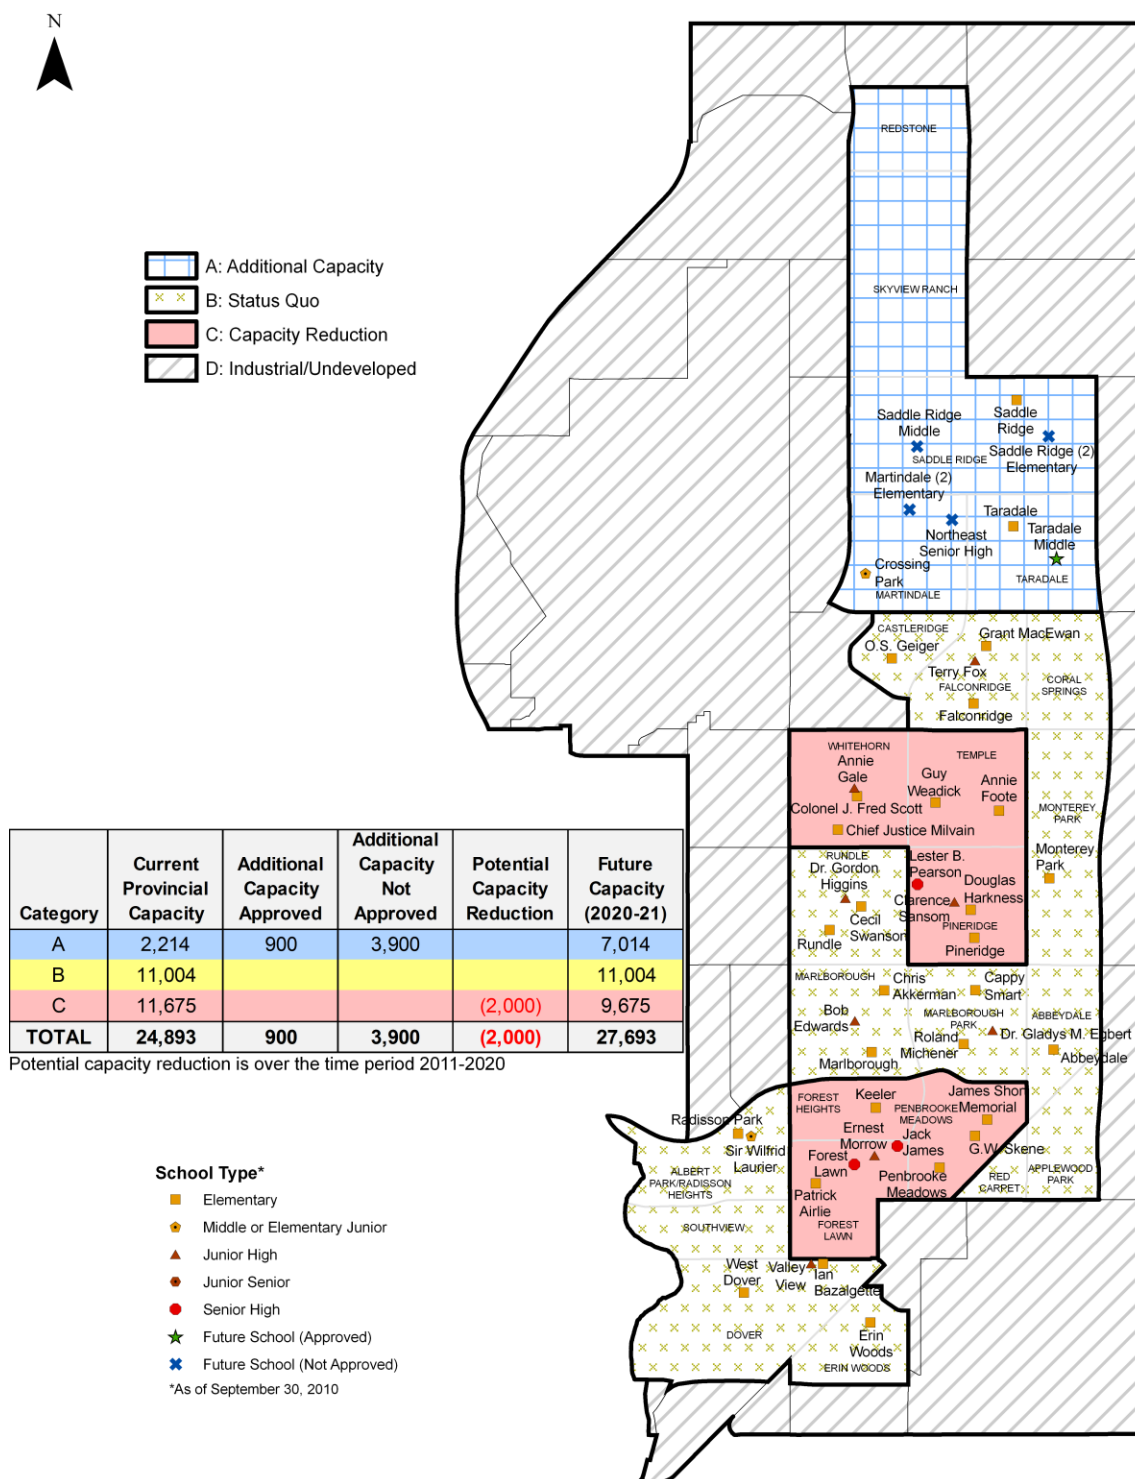 N
A: Additional Capacity
B: Status Quo
C: Capacity Reduction
D: Industrial/Undeveloped
REDSTONE
SKYVIEW RANCH
Saddle Ridge
Middle
Saddle
Ridge
SADDLE RIDGE
Saddle Ridge (2)
Elementary
Martindale (2)
Elementary
Northeast
Senior High
Taradale
Taradale
Middle
Crossing
Park
MARTINDALE
TARADALE
CASTLERIDGE
O.S. Geiger
Grant MacEwan
Terry Fox
FALCONRIDGE
Falconridge
CORAL
SPRINGS
WHITEHORN
Annie
Gale
Colonel J. Fred Scott
Chief Justice Milvain
TEMPLE
Guy
Weadick
Annie
Foote
MONTEREY
PARK
Monterey
Park
RUNDLE
Dr. Gordon
Higgins
Cecil
Swanson
Rundle
Lester B.
Pearson
Clarence
Sansom
Douglas
Harkness
PINERIDGE
Pineridge
MARLBOROUGH
Chris
Akkerman
Cappy
Smart
Bob
Edwards
Marlborough
MARLBOROUGH
PARK
Roland
Michener
ABBEYDALE
Dr. Gladys M. Egbert
Abbeydale
Category
Current
Provincial
Capacity
Additional
Capacity
Approved
Additional
Capacity
Not
Approved
Potential
Capacity
Reduction
Future
Capacity
(2020-21)
A 2,214 900 3,900 7,014
B 11,004 11,004
C 11,675 (2,000) 9,675
TOTAL 24,893 900 3,900 (2,000) 27,693
Potential capacity reduction is over the time period 2011-2020
FOREST
HEIGHTS
Keeler
PENBROOKE
MEADOWS
James Short
Memorial
G.W. Skene
Ernest
Morrow
Jack
James
Forest
Lawn
Penbrooke
Meadows
Patrick
Airlie
FOREST
LAWN
RED
CARPET
APPLEWOOD
PARK
Radisson Park
Sir Wilfrid
Laurier
ALBERT
PARK/RADISSON
HEIGHTS
SOUTHVIEW
West
Dover
Valley
View
Ian
Bazalgette
DOVER
Erin
Woods
ERIN WOODS
School Type*
Elementary
Middle or Elementary Junior
Junior High
Junior Senior
Senior High
Future School (Approved)
Future School (Not Approved)
*As of September 30, 2010